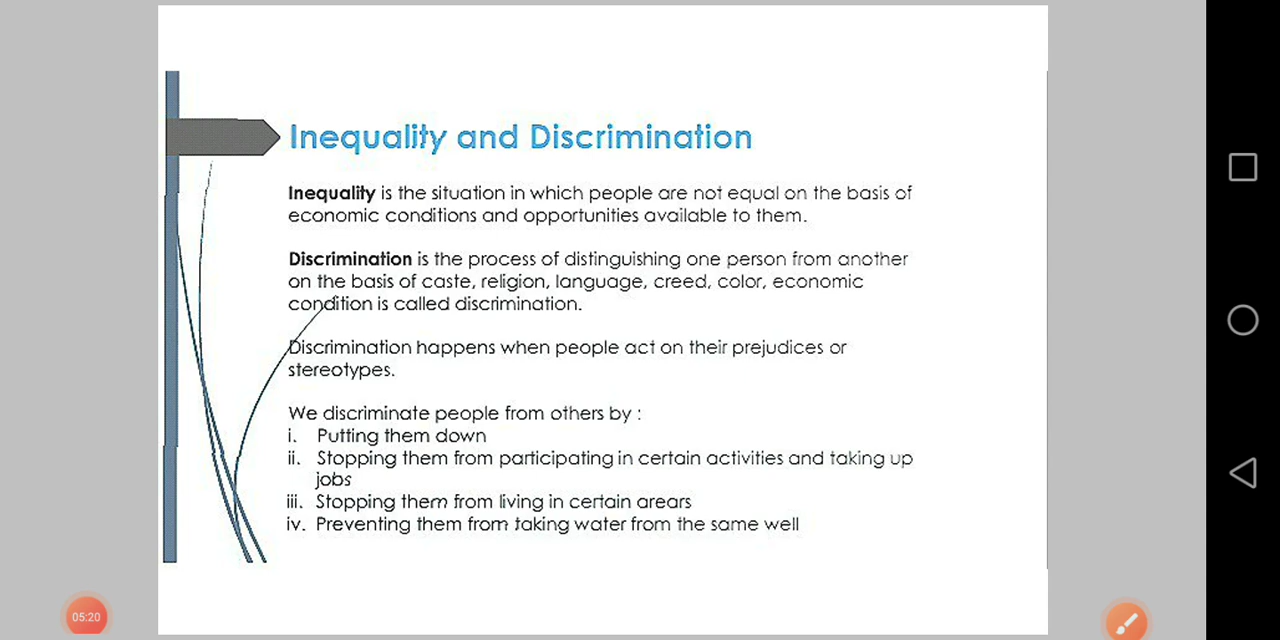 Inequality and Discrimination
Inequality is the situation in which people are not equal on the basis of
economic conditions and opportunities available to them.
Discrimination is the process of distinguishing one person from another
on the basis of caste, religion, language, creed, color, economic
condition is called discrimination.
Discrimination happens when people act on their prejudices or
stereotypes.
We discriminate people from others by :
i. Putting them down
ii. Stopping them from participating in certain activities and taking up
jobs
iii. Stopping them from living in certain arears
iv. Preventing them from taking water from the same well
05:20